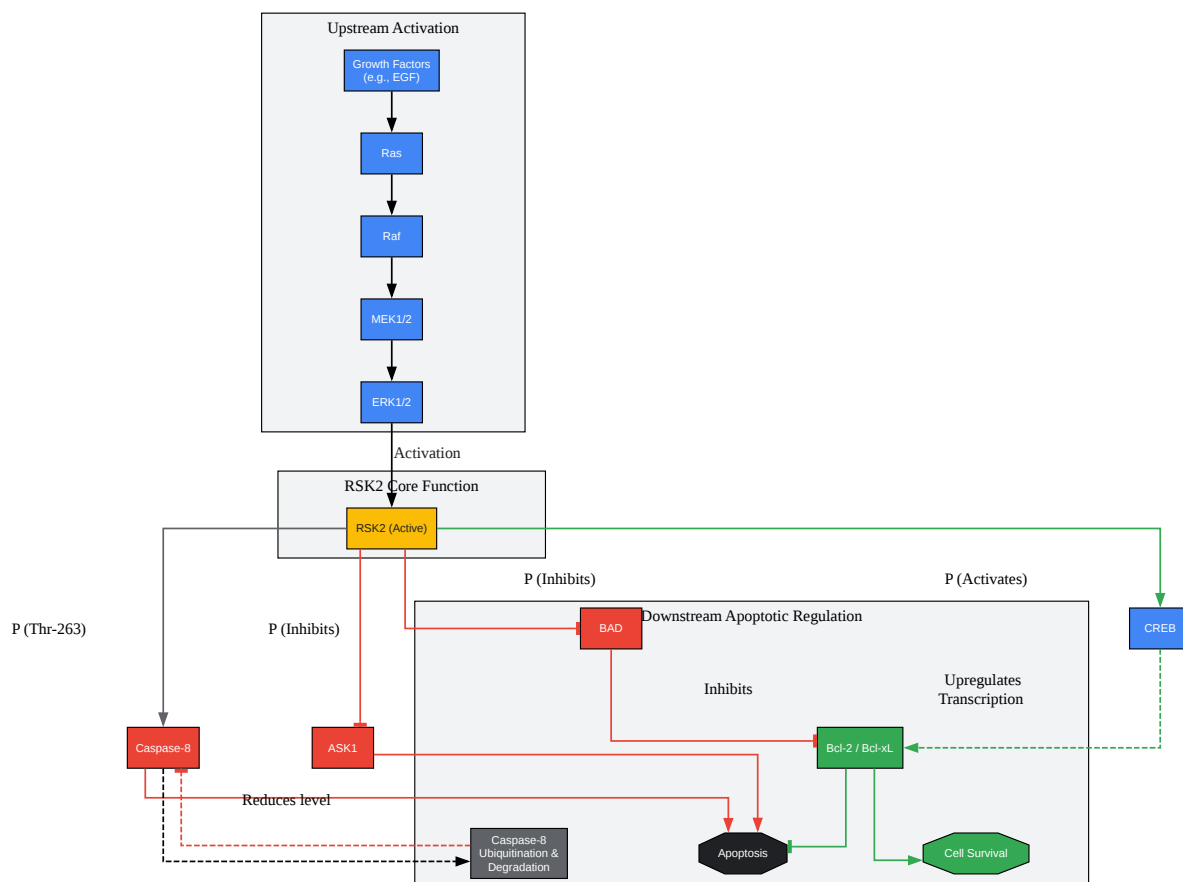 Upstream Activation
Growth Factors
(e.g., EGF)
Ras
Raf
MEK1/2
ERK1/2
Activation
RSK2 Core Function
RSK2 (Active)
P (Inhibits)
P (Activates)
P (Thr-263)
P (Inhibits)
BAD
Downstream Apoptotic Regulation
CREB
Inhibits
Upregulates
Transcription
Caspase-8
ASK1
Bcl-2 / Bcl-xL
Reduces level
Caspase-8
Ubiquitination &
Degradation
Apoptosis
Cell Survival